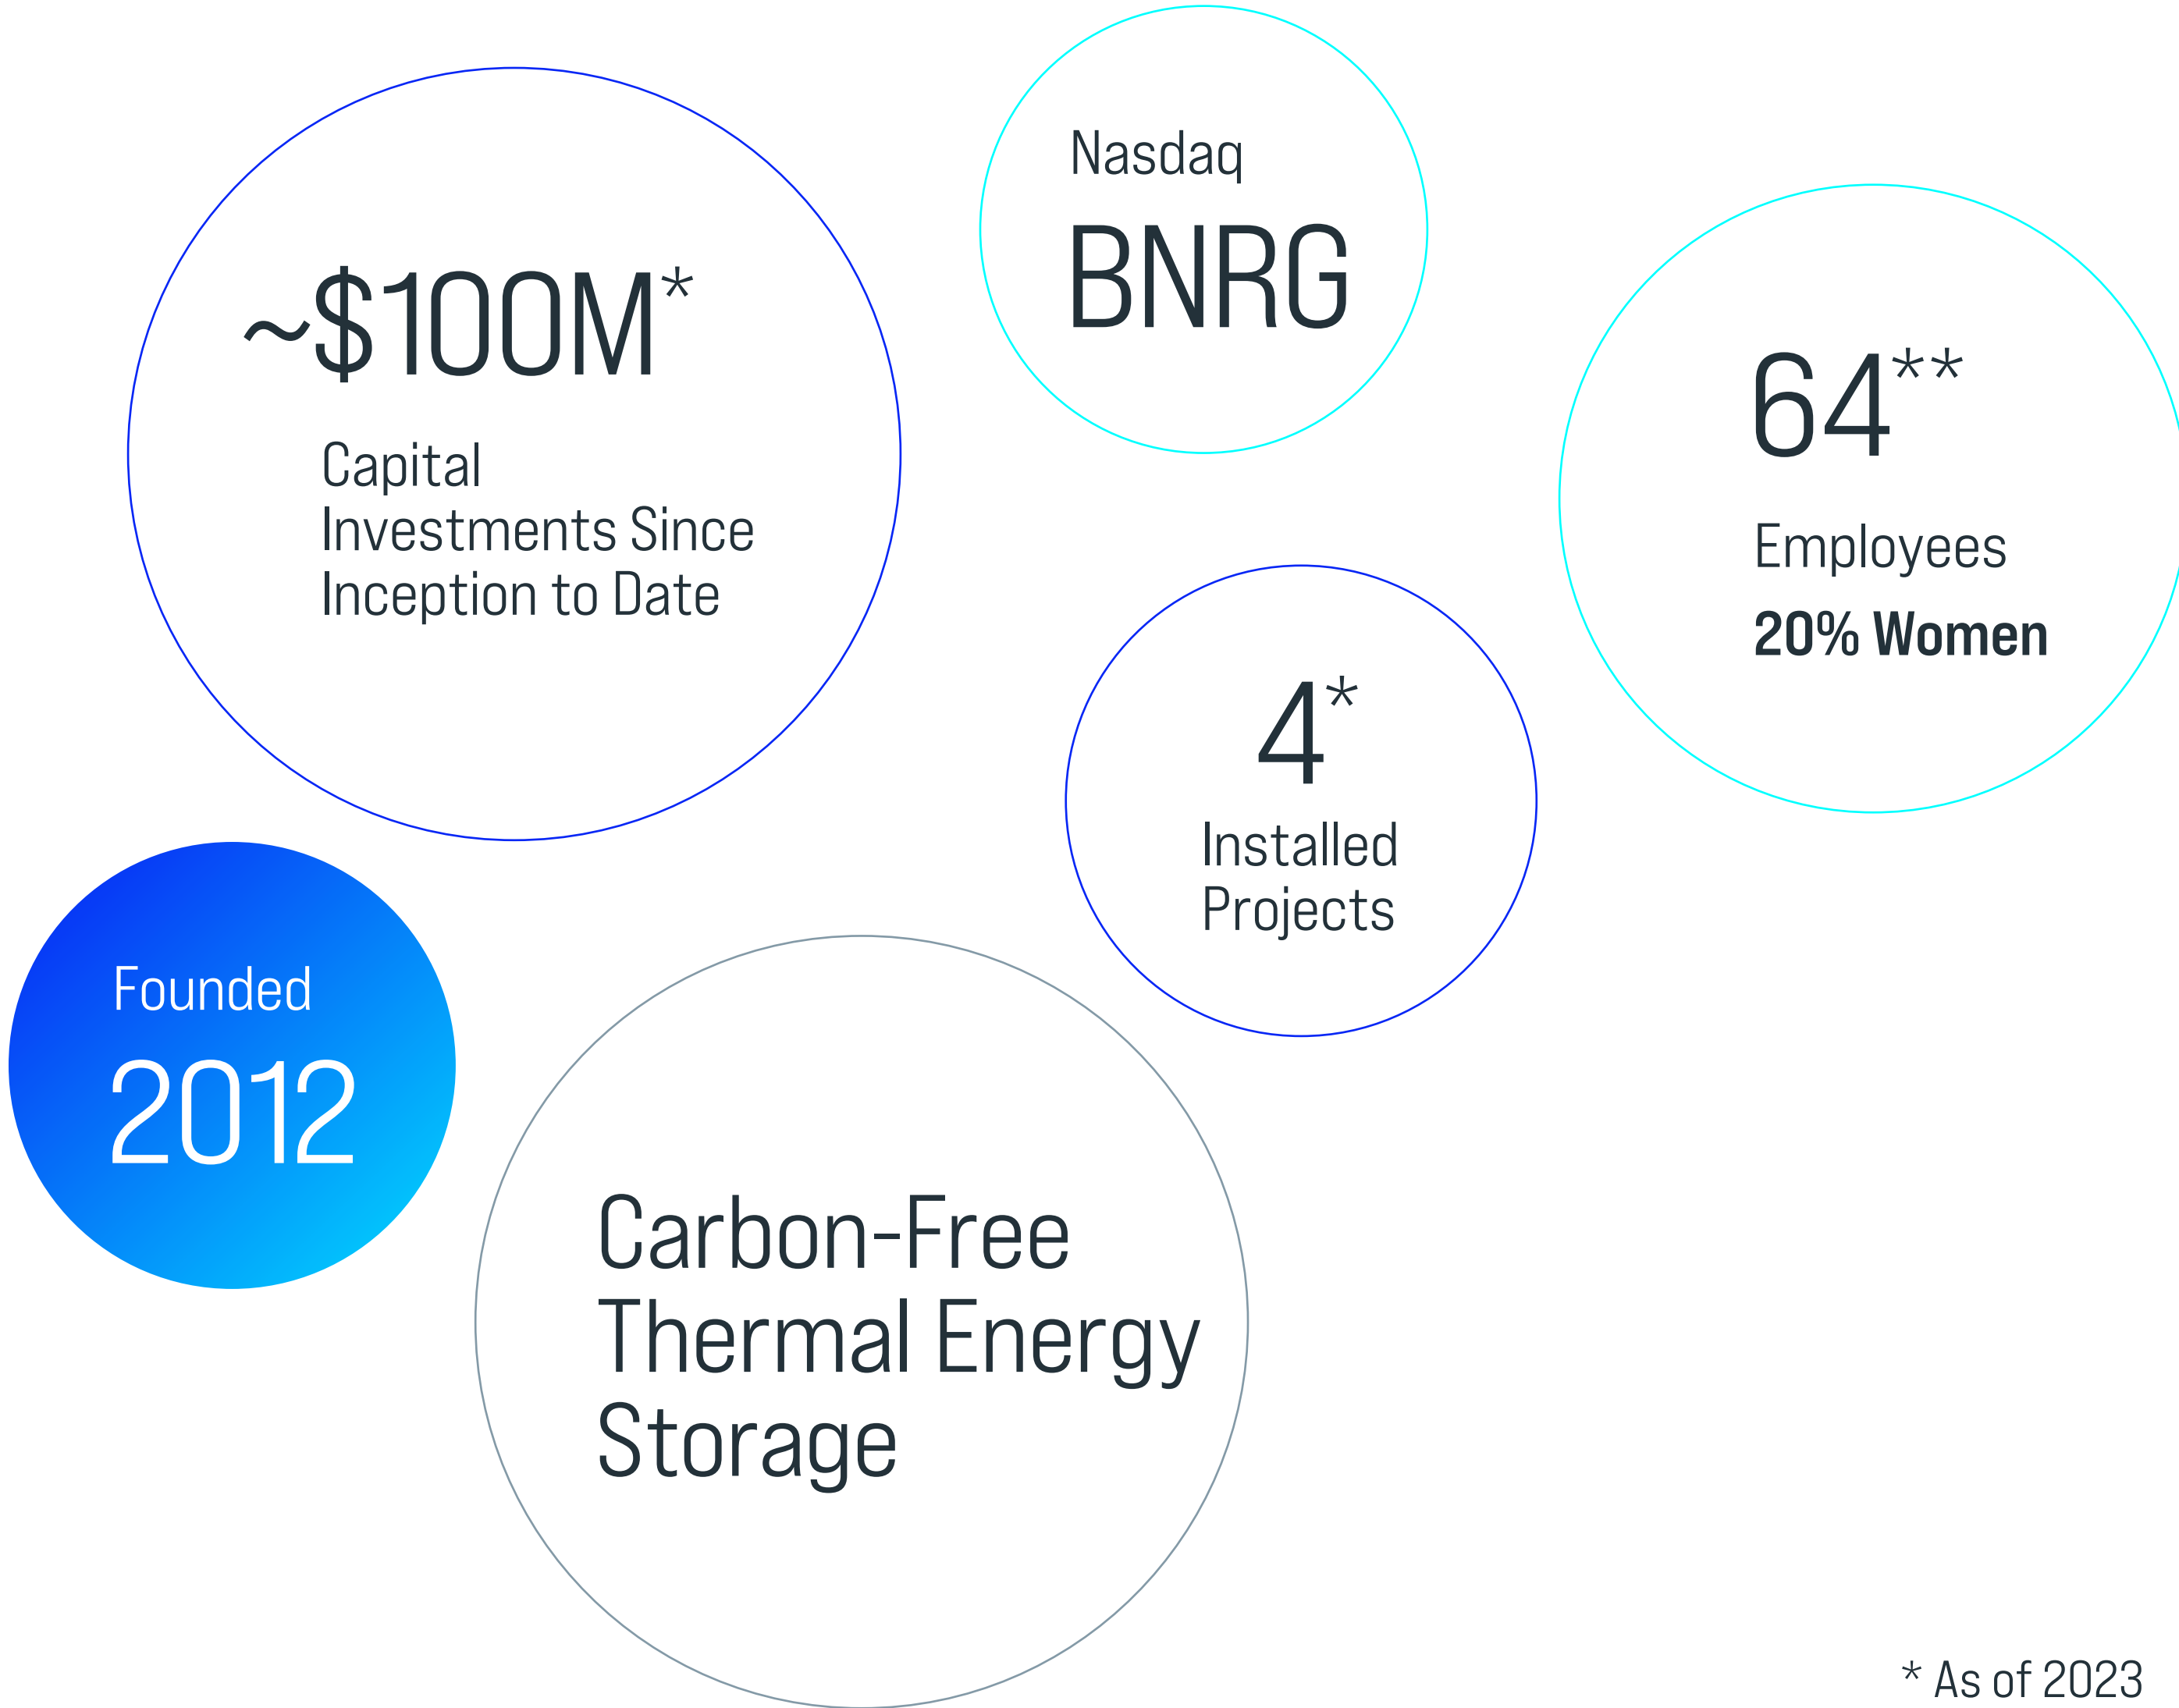 Nasdaq
BNRG
~$100M*
Capital
Investments Since
Inception to Date
64**
Employees
20% Women
4*
Installed
Projects
Founded
2012
Carbon-Free
Thermal Energy
Storage
* As of 2023